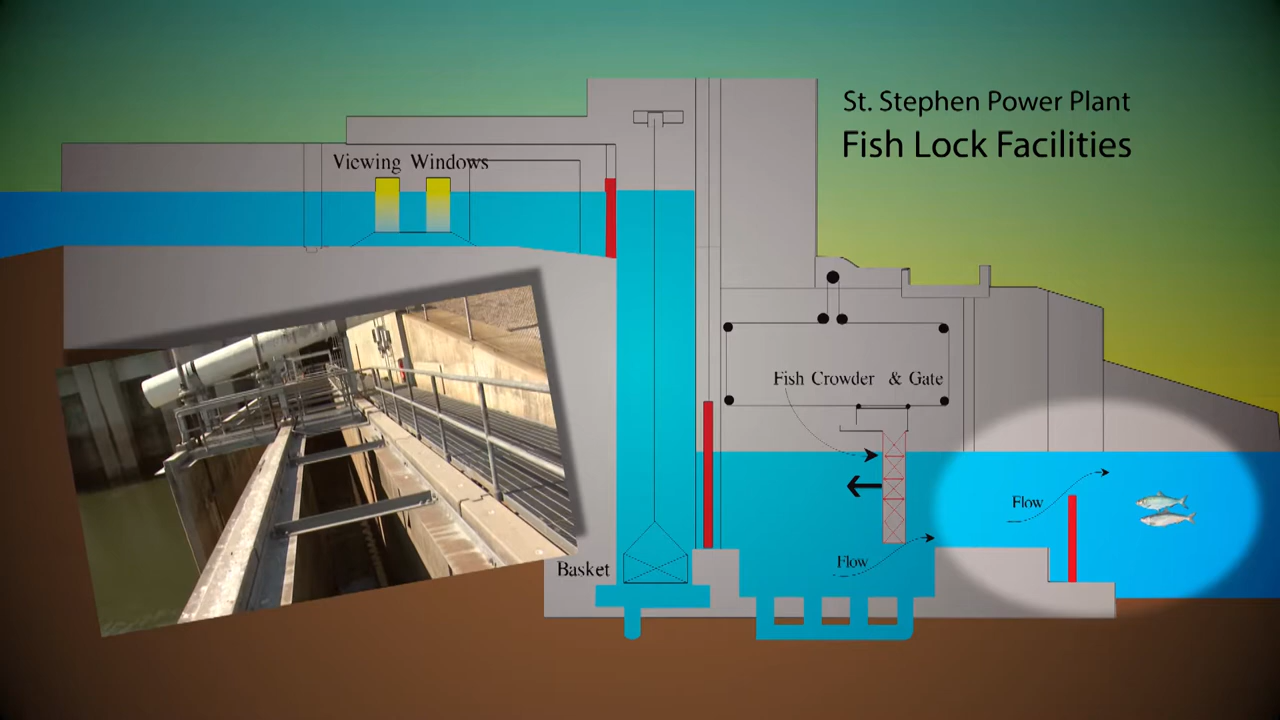 St. Stephen Power Plant
Fish Lock Facilities
Viewing Windows
Fish Crowder & Gate
Flow
Flow
Basket